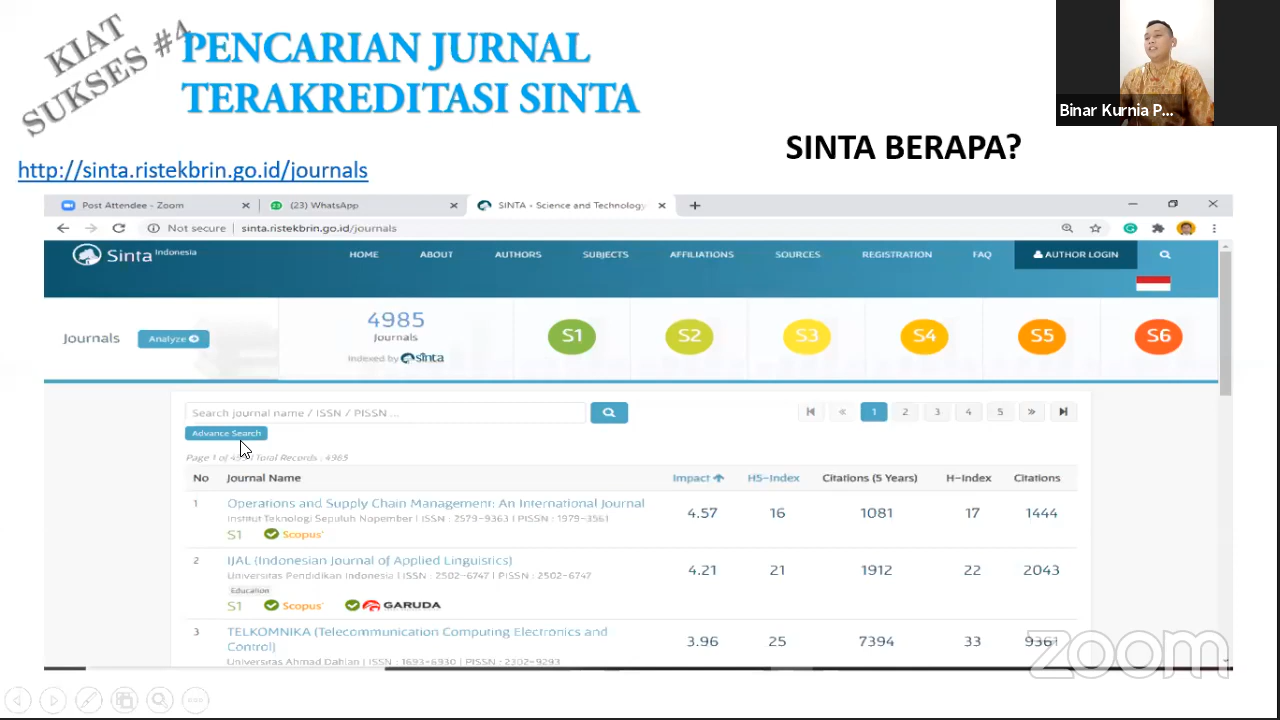 KIAT
SUKSES #4
PENCARIAN JURNAL
TERAKREDITASI SINTA
Binar Kurnia P...
SINTA BERAPA?
http://sinta.ristekbrin.go.id/journals
Post Attendee - Zoom
(23) WhatsApp
SINTA - Science and Technology
Not secure
sinta.ristekbrin.go.id/journals
Sinta Indonesia
HOME
ABOUT
AUTHORS
SUBJECTS
AFFILIATIONS
SOURCES
REGISTRATION
FAQ
AUTHOR LOGIN
Journals
Analyze
4985
Journals
Indexed by sinta
S1
S2
S3
S4
S5
S6
Search journal name / ISSN / PISSN ...
1 2 3 4 5
Advance Search
Page 1 of Total Records : 4985
No Journal Name Impact H5-Index Citations (5 Years) H-Index Citations
1 Operations and Supply Chain Management: An International Journal
Institut Teknologi Sepuluh Nopember | ISSN : 2579-9363 | PISSN : 1979-3561
4.57 16 1081 17 1444
S1 Scopus
2 IJAL (Indonesian Journal of Applied Linguistics)
Universitas Pendidikan Indonesia | ISSN : 2502-6747 | PISSN : 2502-6747
4.21 21 1912 22 2043
Education
S1 Scopus GARUDA
3 TELKOMNIKA (Telecommunication Computing Electronics and
Control)
3.96 25 7394 33 9361
Universitas Ahmad Dahlan | ISSN : 1693-6930 | PISSN : 2302-9293
zoom